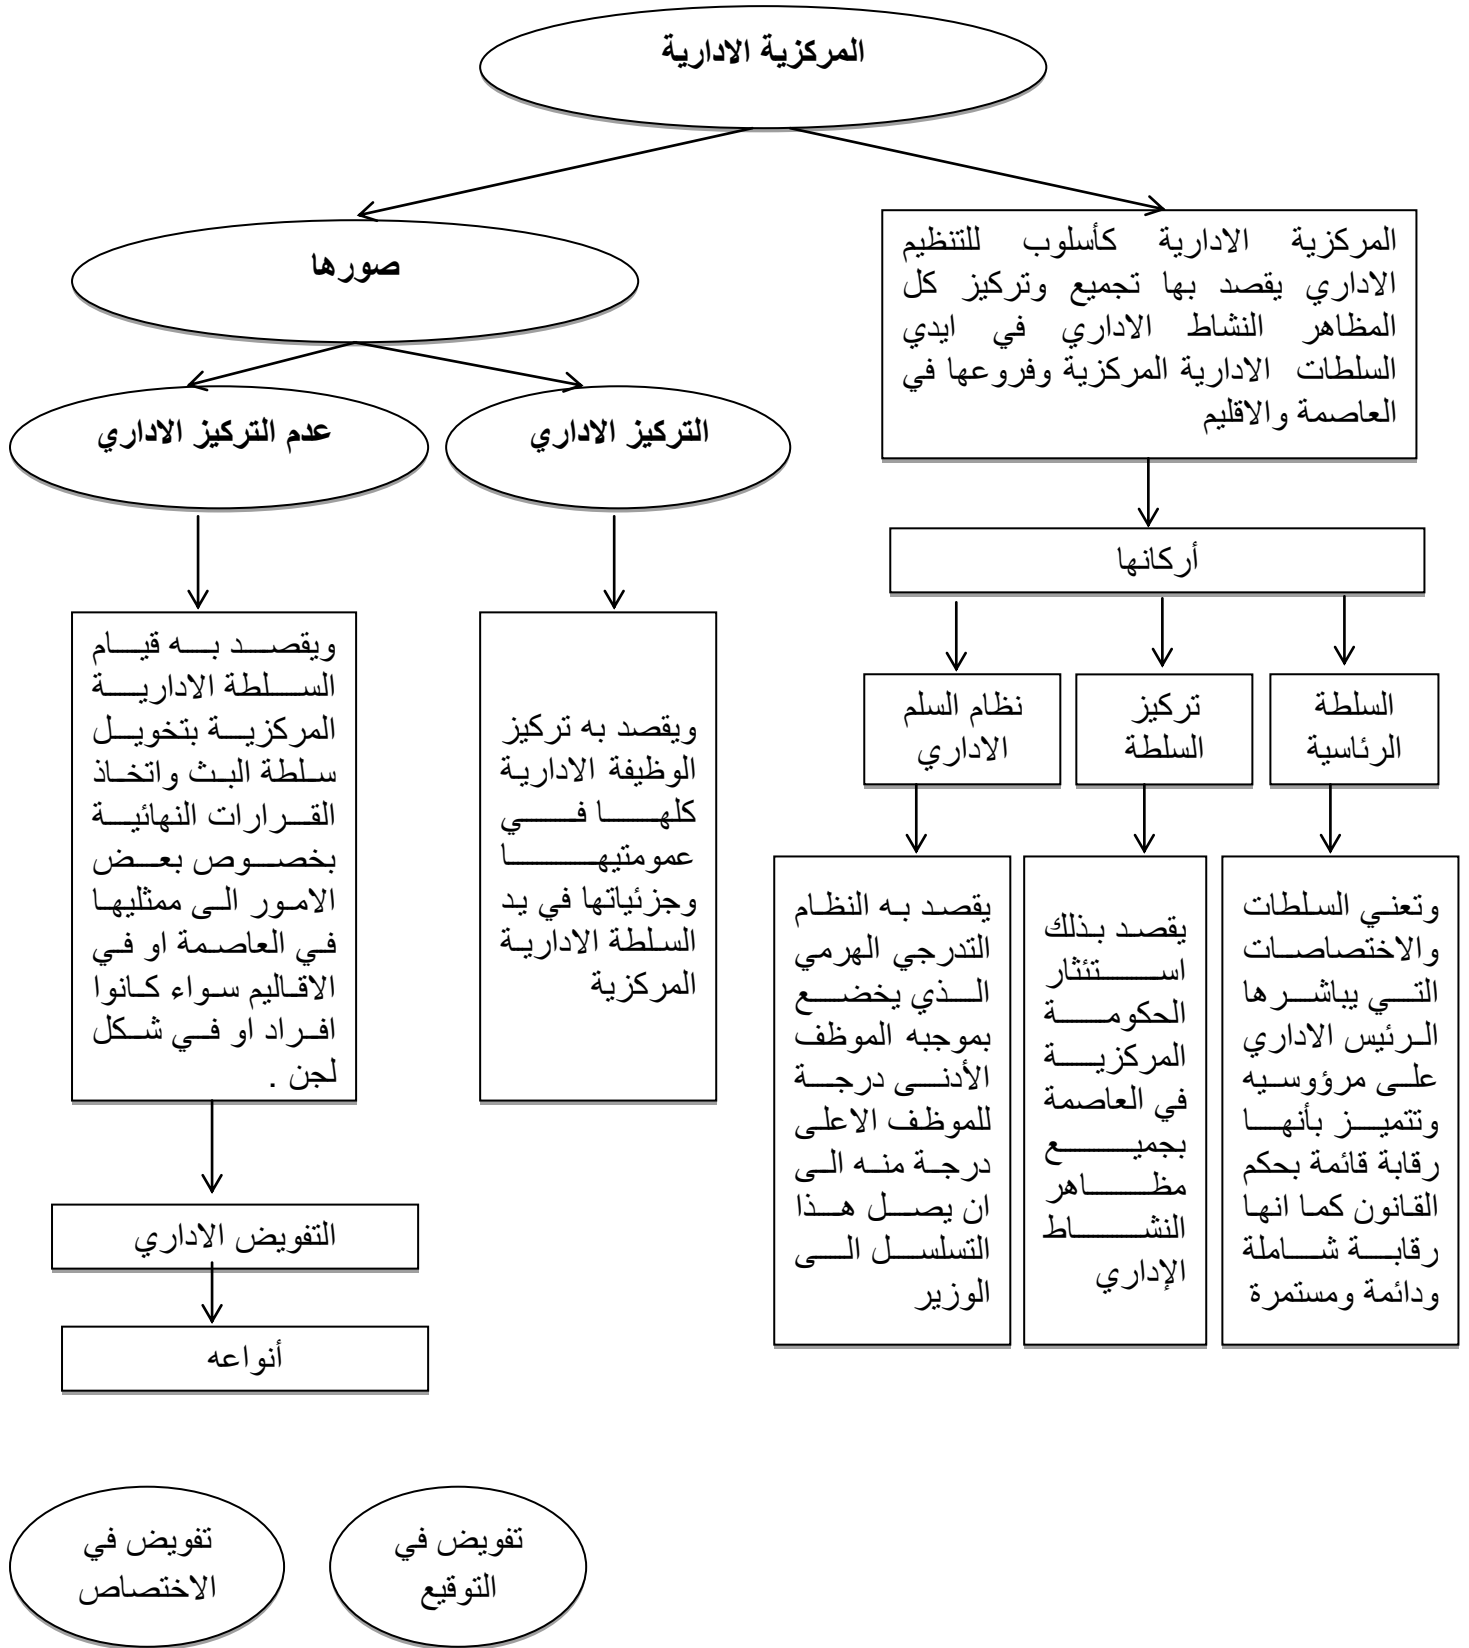 المركزية الادارية
المركزية الادارية كأسلوب للتنظيم
الاداري يقصد بها تجميع وتركيز كل
المظاهر النشاط الاداري في ايدي
السلطات الادارية المركزية وفروعها في
العاصمة والاقليم
صورها
التركيز الاداري
عدم التركيز الاداري
أركانها
السلطة
الرئاسية
تركيز
السلطة
نظام السلم
الاداري
وتعني السلطات
والاختصاصات
التي يباشرها
الرئيس الاداري
على مرؤوسيه
وتتميز بأنها
رقابة قائمة بحكم
القانون كما انها
رقابة شاملة
ودائمة ومستمرة
يقصد بذلك
استئثار
الحكومة
المركزية
في العاصمة
بجميع
مظاهر
النشاط
الإداري
يقصد به النظام
التدرجي الهرمي
الذي يخضع
بموجبه الموظف
الأدنى درجة
للموظف الاعلى
درجة منه الى
ان يصل هذا
التسلسل الى
الوزير
ويقصد به تركيز
الوظيفة الادارية
كلها في
عمومتيها
وجزئياتها في يد
السلطة الادارية
المركزية
ويقصد به قيام
السلطة الادارية
المركزية بتخويل
سلطة البث واتخاذ
القرارات النهائية
بخصوص بعض
الامور الى ممثليها
في العاصمة او في
الاقاليم سواء كانوا
افراد او في شكل
لجن .
التفويض الاداري
أنواعه
تفويض في
التوقيع
تفويض في
الاختصاص